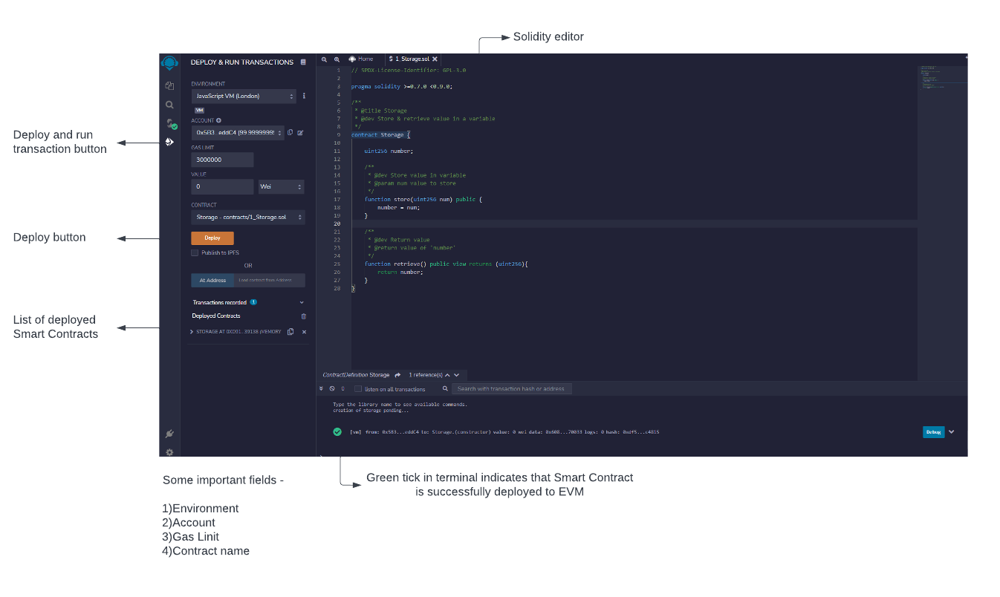 Solidity editor
DEPLOY & RUN TRANSACTIONS
ENVIRONMENT
JavaScript VM (London)
VM
ACCOUNT
0x5B3...eddC4 (99.99999999
GAS LIMIT
3000000
VALUE
0
Wei
CONTRACT
Storage - contracts/1_Storage.sol
Deploy
Publish to IPFS
OR
At Address
Load contract from Address
Transactions recorded 1
Deployed Contracts
STORAGE AT 0XD91...39138 (MEMORY
Deploy and run
transaction button
Deploy button
List of deployed
Smart Contracts
Home
1_Storage.sol
1 // SPDX-License-Identifier: GPL-3.0
2
3 pragma solidity >=0.7.0 <0.9.0;
4
5 /**
6 * @title Storage
7 * @dev Store & retrieve value in a variable
8 */
9 contract Storage {
10
11 uint256 number;
12
13 /**
14 * @dev Store value in variable
15 * @param num value to store
16 */
17 function store(uint256 num) public {
18 number = num;
19 }
20
21 /**
22 * @dev Return value
23 * @return value of 'number'
24 */
25 function retrieve() public view returns (uint256){
26 return number;
27 }
28 }
ContractDefinition Storage 1 reference(s)
0 listen on all transactions
Search with transaction hash or address
Type the library name to see available commands.
creation of Storage pending...
[vm] from: 0x5B3...eddC4 to: Storage.(constructor) value: 0 wei data: 0x608...70033 logs: 0 hash: 0xdf5...c4815
Debug
Green tick in terminal indicates that Smart Contract
is successfully deployed to EVM
Some important fields -
1)Environment
2)Account
3)Gas Linit
4)Contract name